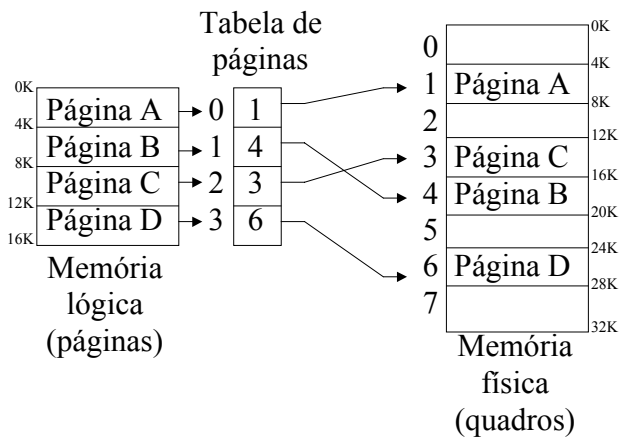 Tabela de
páginas
0K
Página A
0
1
4K
Página B
1
4
8K
Página C
2
3
12K
Página D
3
6
16K
Memória
lógica
(páginas)
0K
0
4K
1
Página A
8K
2
12K
3
Página C
16K
4
Página B
20K
5
24K
6
Página D
28K
7
32K
Memória
física
(quadros)